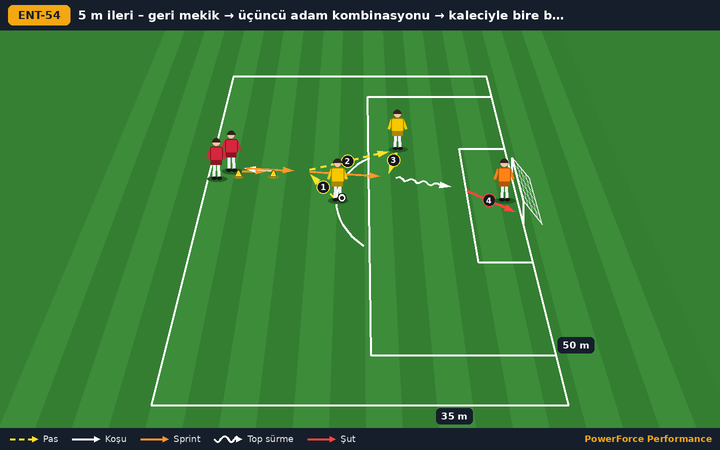 ENT-54
5 m ileri – geri mekik → üçüncü adam kombinasyonu → kaleciyle bire b...
2
3
1
4
50 m
35 m
Pas
Koşu
Sprint
Top sürme
Şut
PowerForce Performance